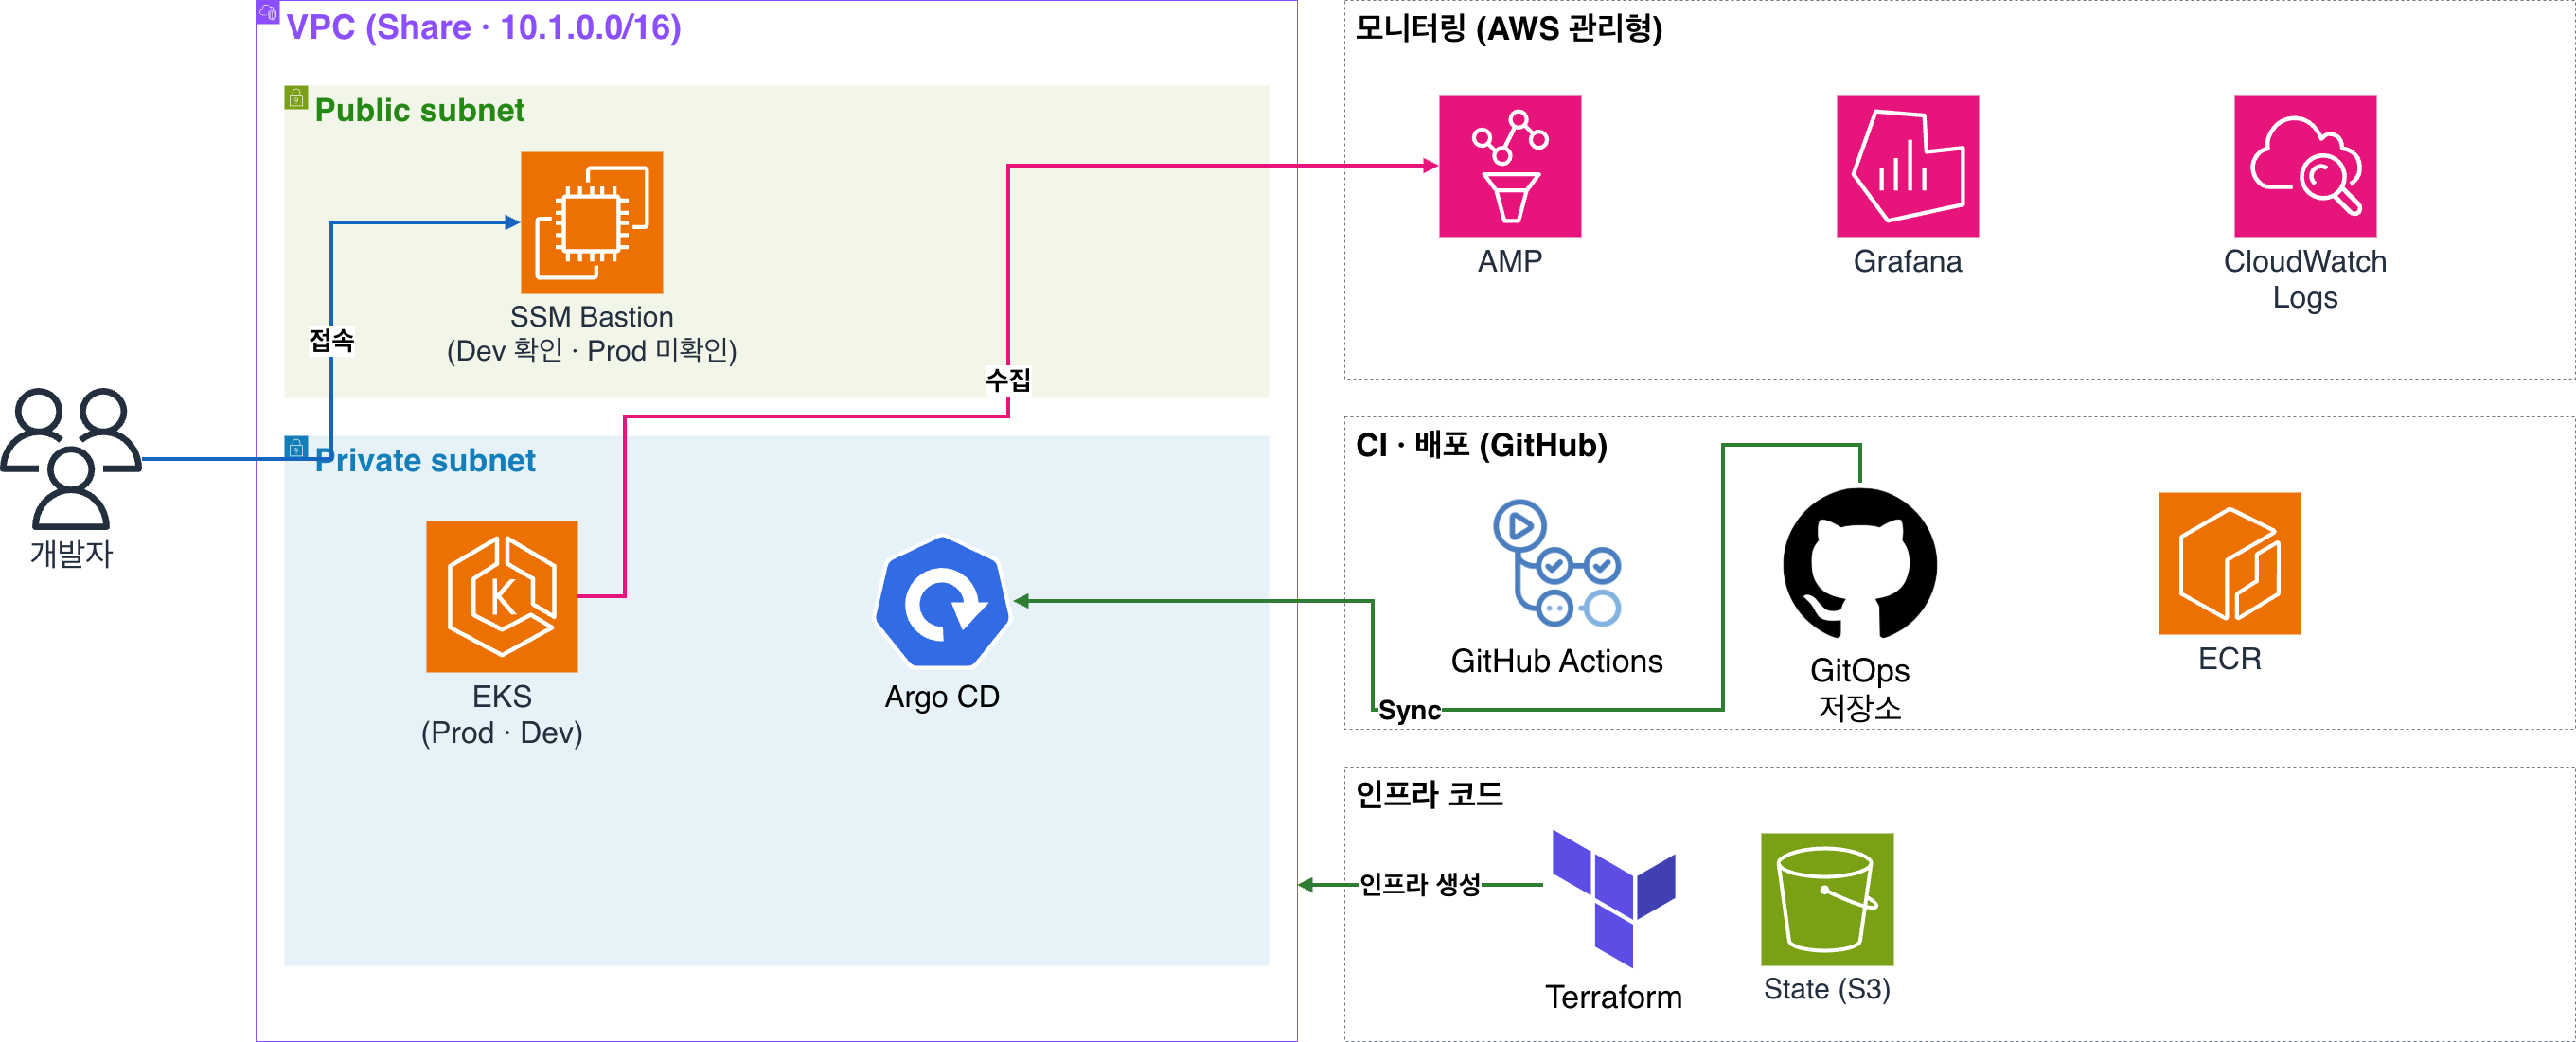 VPC (Share · 10.1.0.0/16)
Public subnet
SSM Bastion
(Dev 확인 · Prod 미확인)
접속
수집
개발자
Private subnet
EKS
(Prod · Dev)
Argo CD
모니터링 (AWS 관리형)
AMP
Grafana
CloudWatch
Logs
CI · 배포 (GitHub)
GitHub Actions
GitOps
저장소
ECR
Sync
인프라 코드
인프라 생성
Terraform
State (S3)